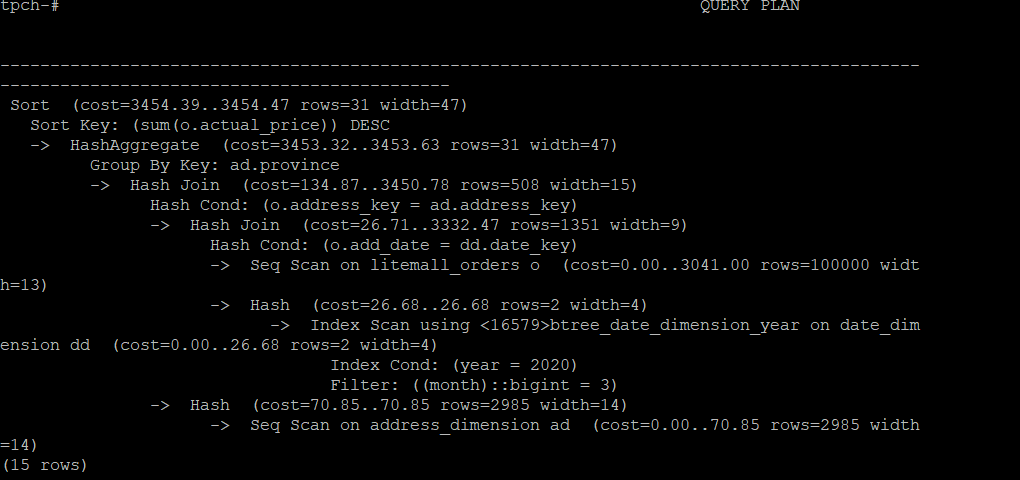 tpch-# QUERY PLAN
--------------------------------------------------------------------------------------------
---------------------------------------------
Sort (cost=3454.39..3454.47 rows=31 width=47)
Sort Key: (sum(o.actual_price)) DESC
-> HashAggregate (cost=3453.32..3453.63 rows=31 width=47)
Group By Key: ad.province
-> Hash Join (cost=134.87..3450.78 rows=508 width=15)
Hash Cond: (o.address_key = ad.address_key)
-> Hash Join (cost=26.71..3332.47 rows=1351 width=9)
Hash Cond: (o.add_date = dd.date_key)
-> Seq Scan on litemall_orders o (cost=0.00..3041.00 rows=100000 widt
h=13)
-> Hash (cost=26.68..26.68 rows=2 width=4)
-> Index Scan using <16579>btree_date_dimension_year on date_dim
ension dd (cost=0.00..26.68 rows=2 width=4)
Index Cond: (year = 2020)
Filter: ((month)::bigint = 3)
-> Hash (cost=70.85..70.85 rows=2985 width=14)
-> Seq Scan on address_dimension ad (cost=0.00..70.85 rows=2985 width
=14)
(15 rows)